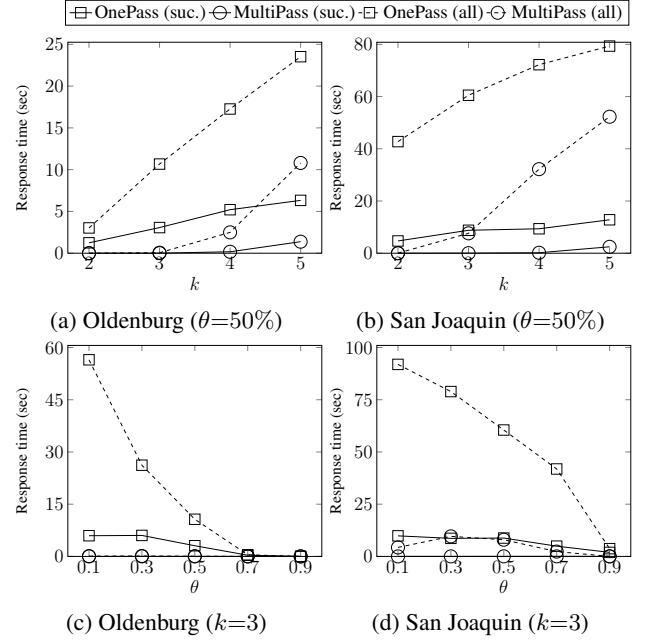 OnePass (suc.) MultiPass (suc.) OnePass (all) MultiPass (all)
Response time (sec)
25
20
15
10
5
0
2 3 4 5
k
(a) Oldenburg (θ=50%)
Response time (sec)
80
60
40
20
0
2 3 4 5
k
(b) San Joaquin (θ=50%)
Response time (sec)
60
45
30
15
0
0.1 0.3 0.5 0.7 0.9
θ
(c) Oldenburg (k=3)
Response time (sec)
100
75
50
25
0
0.1 0.3 0.5 0.7 0.9
θ
(d) San Joaquin (k=3)